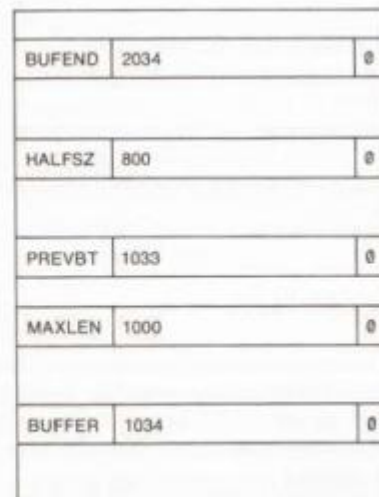 BUFEND 2034 0
HALFSZ 800 0
PREVBT 1033 0
MAXLEN 1000 0
BUFFER 1034 0